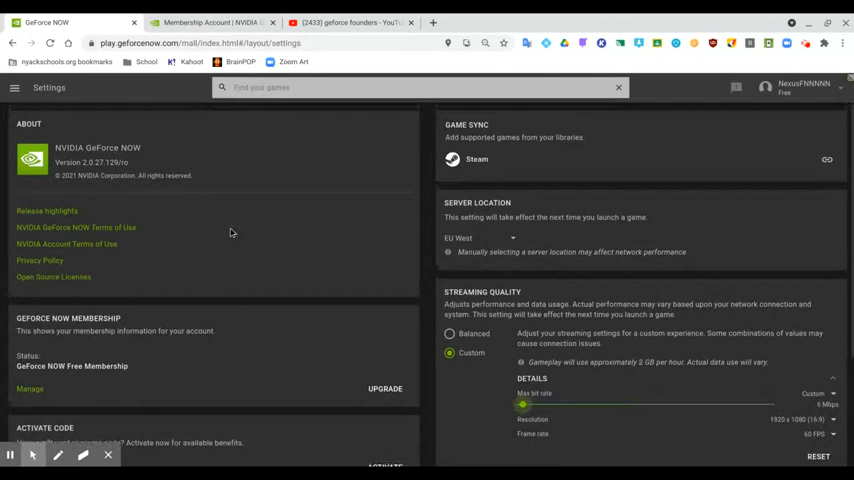 GeForce NOW
Membership Account | NVIDIA G
(2433) geforce founders - YouTu
play.geforcenow.com/mall/index.html#/layout/settings
nyackschools.org bookmarks
School
Kahoot
BrainPOP
Zoom Art
Settings
Find your games
NexusFNNNNN
Free
ABOUT
NVIDIA GeForce NOW
Version 2.0.27.129/ro
© 2021 NVIDIA Corporation. All rights reserved.
Release highlights
NVIDIA GeForce NOW Terms of Use
NVIDIA Account Terms of Use
Privacy Policy
Open Source Licenses
GEFORCE NOW MEMBERSHIP
This shows your membership information for your account.
Status:
GeForce NOW Free Membership
Manage
UPGRADE
ACTIVATE CODE
code? Activate now for available benefits.
ACTIVATE
GAME SYNC
Add supported games from your libraries.
Steam
SERVER LOCATION
This setting will take effect the next time you launch a game.
EU West
Manually selecting a server location may affect network performance
STREAMING QUALITY
Adjusts performance and data usage. Actual performance may vary based upon your network connection and
system. This setting will take effect the next time you launch a game.
Balanced
Custom
Adjust your streaming settings for a custom experience. Some combinations of values may
cause connection issues.
Gameplay will use approximately 2 GB per hour. Actual data use will vary.
DETAILS
Max bit rate
Custom
6 Mbps
Resolution
1920 x 1080 (16:9)
Frame rate
60 FPS
RESET